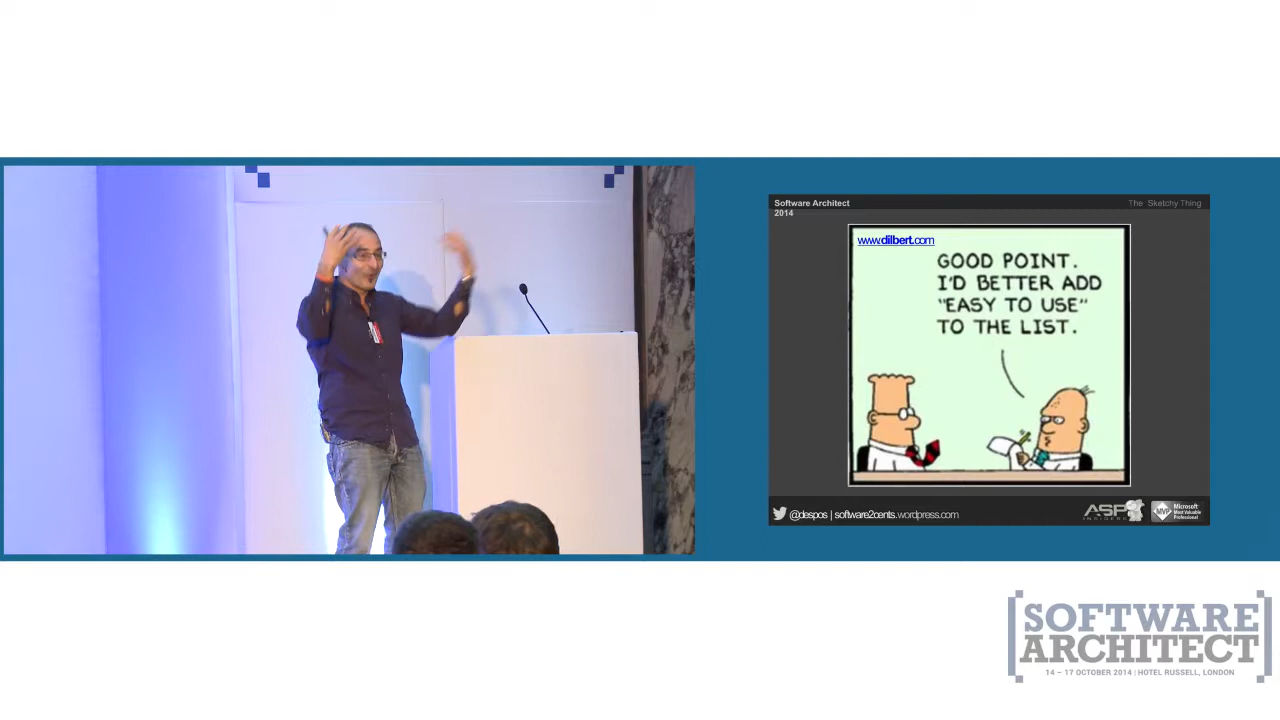 Software Architect
2014
The Sketchy Thing
www.dilbert.com
GOOD POINT.
I'D BETTER ADD
"EASY TO USE"
TO THE LIST.
@despos | software2cents.wordpress.com
ASP
INSIDERS
MVP
Microsoft
Most Valuable
Professional
[SOFTWARE
ARCHITECT]
14 – 17 OCTOBER 2014 | HOTEL RUSSELL, LONDON